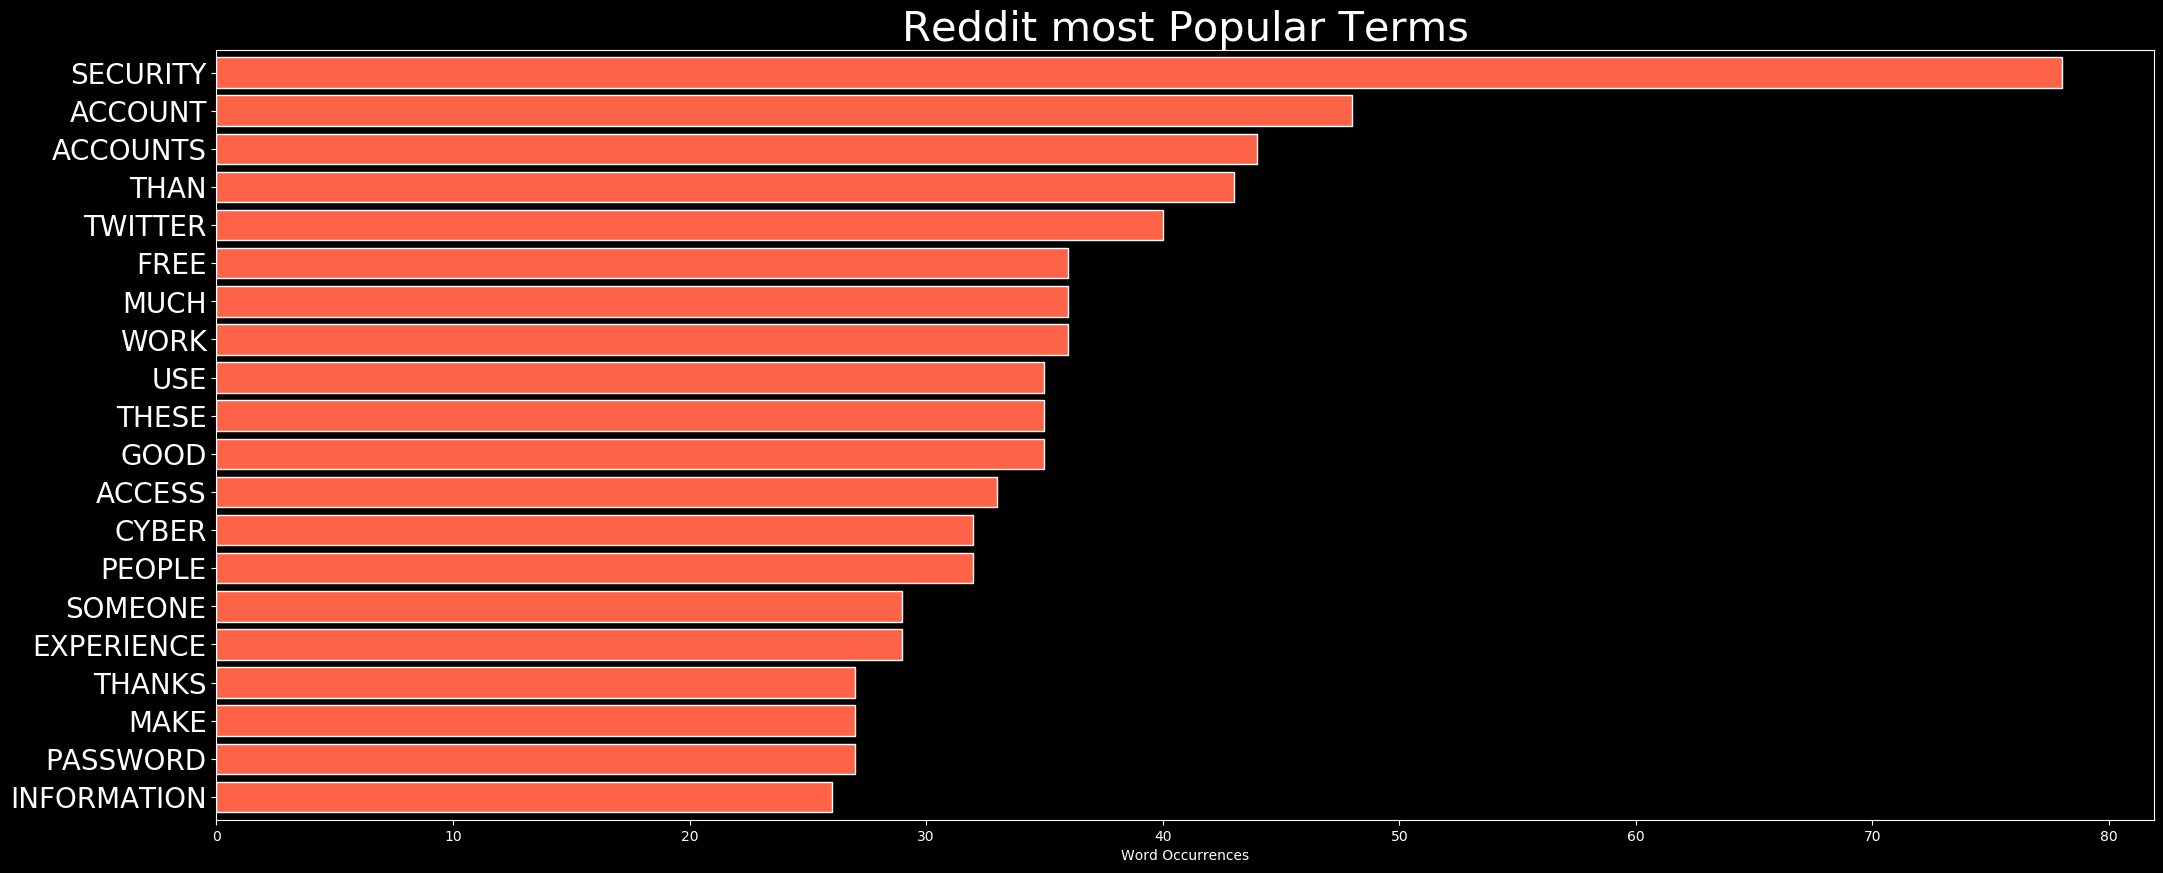 Reddit most Popular Terms
SECURITY
ACCOUNT
ACCOUNTS
THAN
TWITTER
FREE
MUCH
WORK
USE
THESE
GOOD
ACCESS
CYBER
PEOPLE
SOMEONE
EXPERIENCE
THANKS
MAKE
PASSWORD
INFORMATION
0 10 20 30 40 50 60 70 80
Word Occurrences